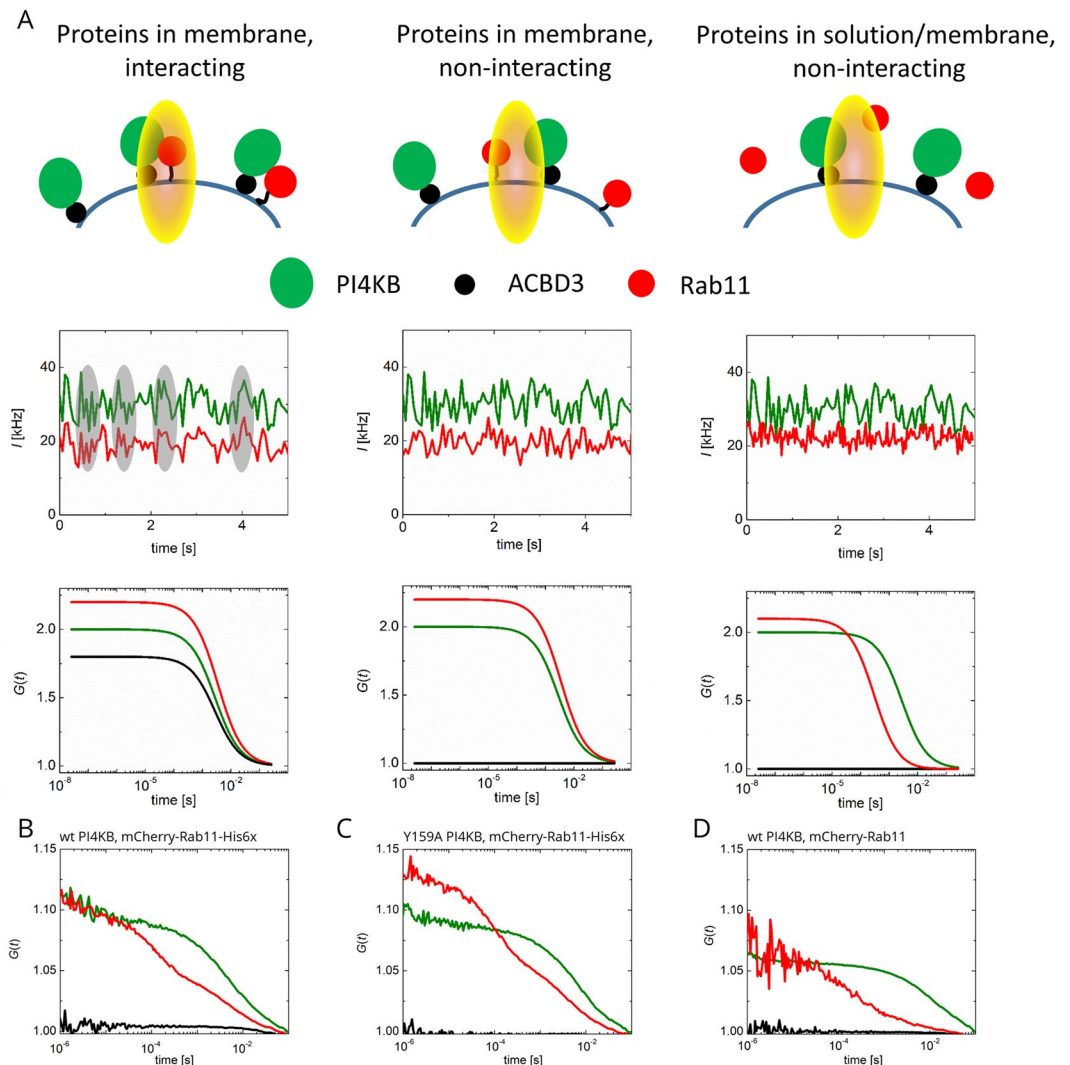 A
Proteins in membrane,
interacting
Proteins in membrane,
non-interacting
Proteins in solution/membrane,
non-interacting
PI4KB
ACBD3
Rab11
40
20
0
I [kHz]
0
2
4
time [s]
40
20
0
I [kHz]
0
2
4
time [s]
40
20
0
I [kHz]
0
2
4
time [s]
2.0
1.5
1.0
G(t)
10⁻⁸
10⁻⁵
10⁻²
time [s]
2.0
1.5
1.0
G(t)
10⁻⁸
10⁻⁵
10⁻²
time [s]
2.0
1.5
1.0
G(t)
10⁻⁸
10⁻⁵
10⁻²
time [s]
B
wt PI4KB, mCherry-Rab11-His6x
1.15
1.10
1.05
1.00
G(t)
10⁻⁶
10⁻⁴
10⁻²
time [s]
C
Y159A PI4KB, mCherry-Rab11-His6x
1.15
1.10
1.05
1.00
G(t)
10⁻⁶
10⁻⁴
10⁻²
time [s]
D
wt PI4KB, mCherry-Rab11
1.15
1.10
1.05
1.00
G(t)
10⁻⁶
10⁻⁴
10⁻²
time [s]